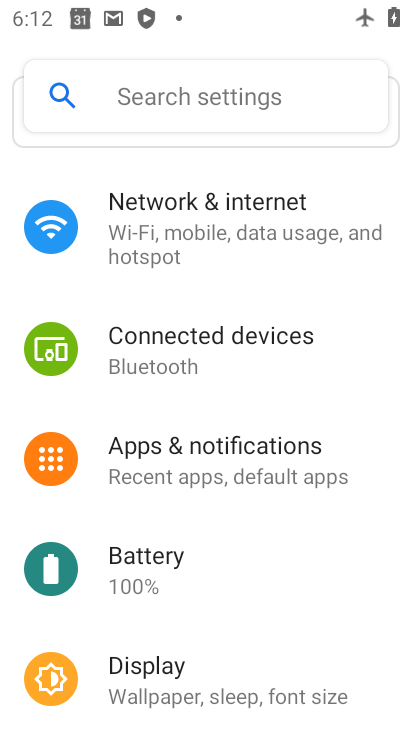 6:12
31
Search settings
Network & internet
Wi-Fi, mobile, data usage, and
hotspot
Connected devices
Bluetooth
Apps & notifications
Recent apps, default apps
Battery
100%
Display
Wallpaper, sleep, font size